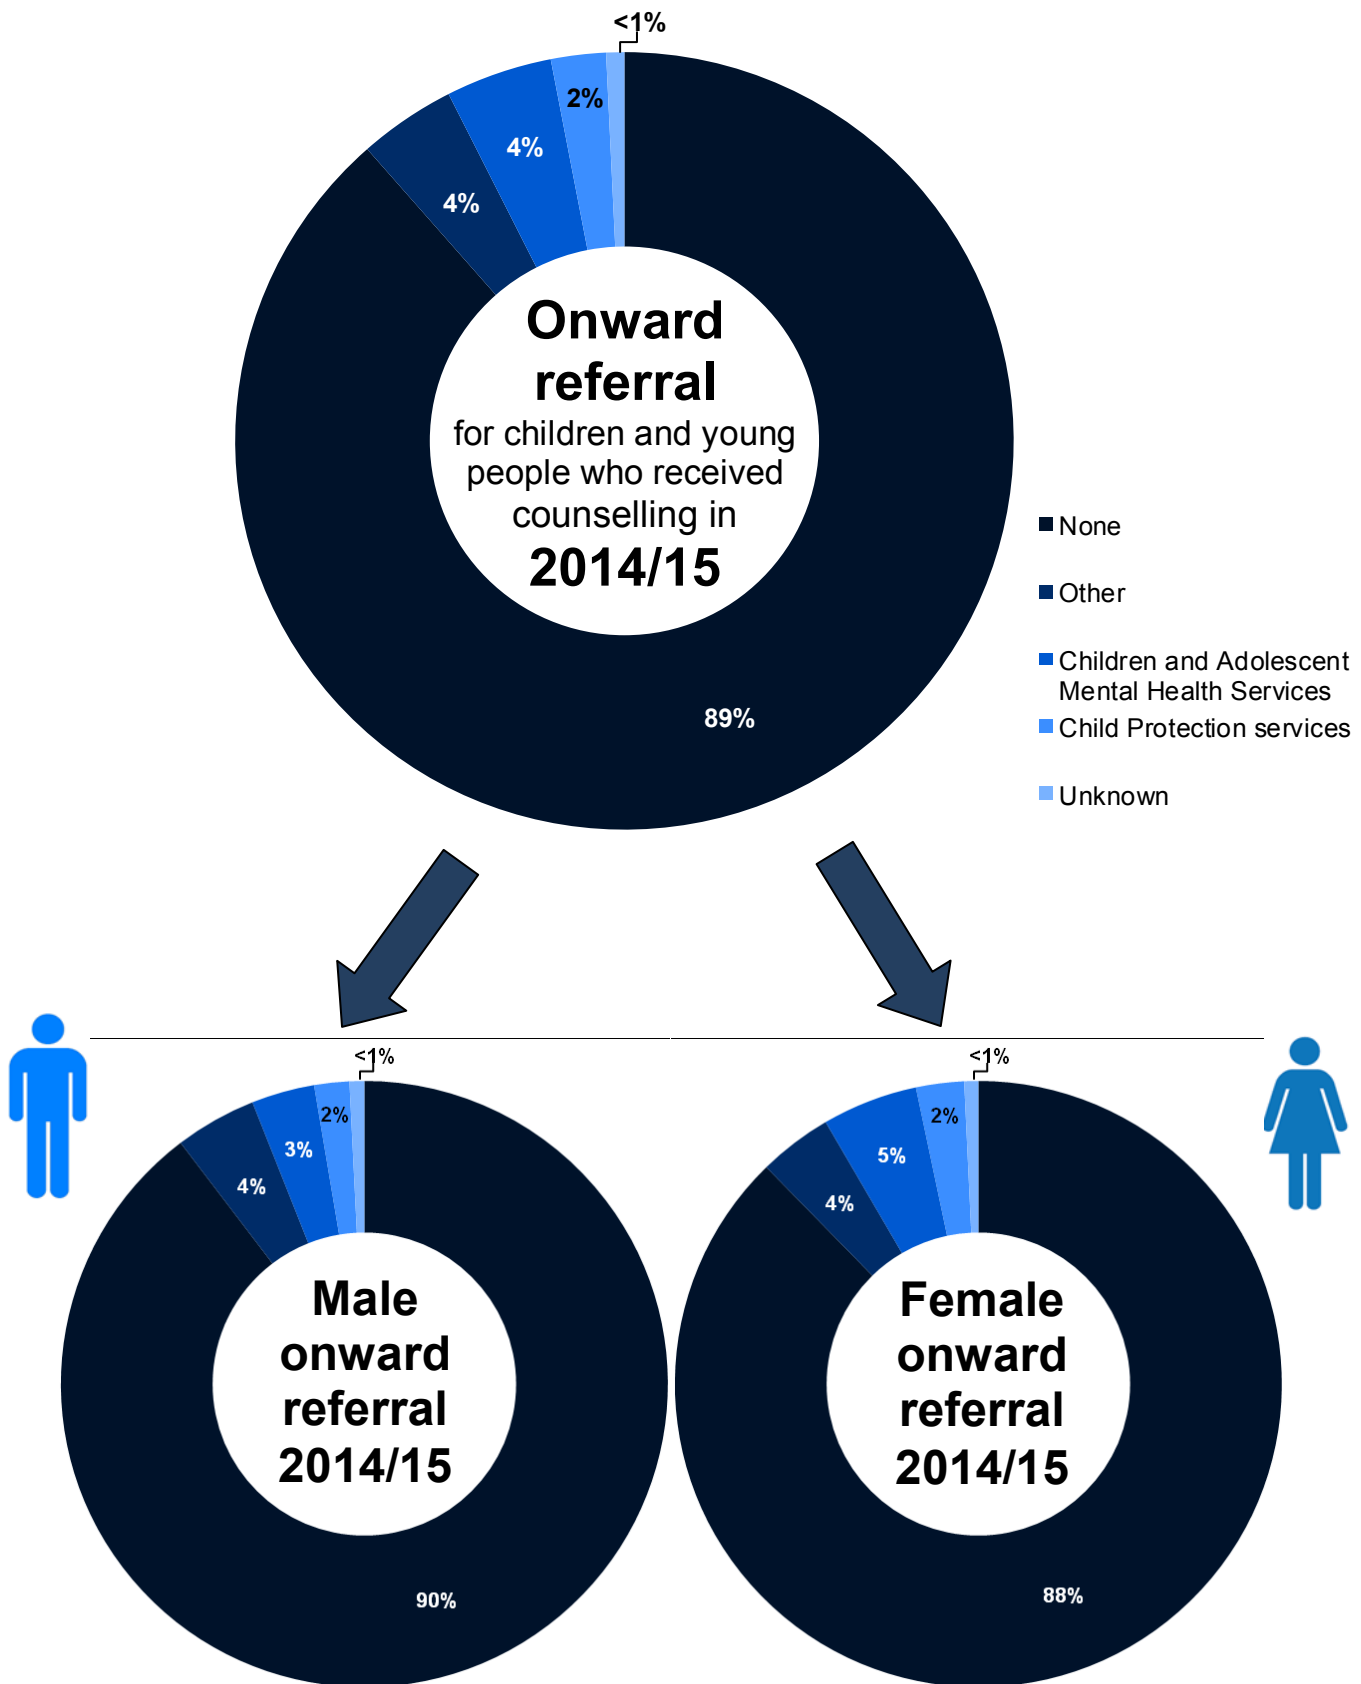 <1%
2%
4%
4%
Onward
referral
for children and young
people who received
counselling in
2014/15
89%
None
Other
Children and Adolescent
Mental Health Services
Child Protection services
Unknown
<1%
2%
3%
4%
Male
onward
referral
2014/15
90%
<1%
2%
5%
4%
Female
onward
referral
2014/15
88%